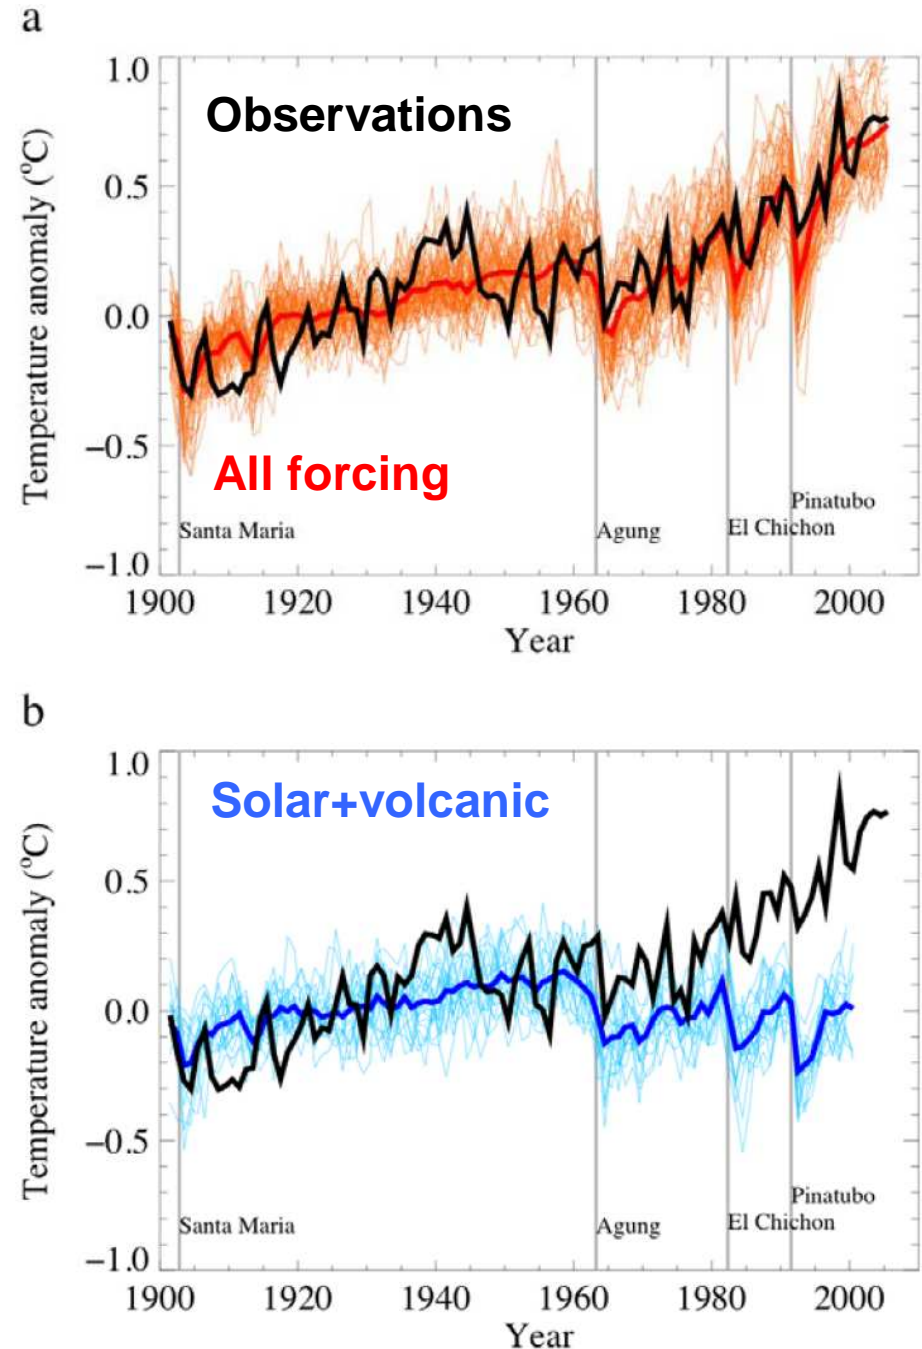 a
1.0
Observations
0.5
0.0
−0.5
All forcing
Pinatubo
Santa Maria
Agung
El Chichon
−1.0
1900
1920
1940
1960
1980
2000
Year
Temperature anomaly (ºC)
b
1.0
Solar+volcanic
0.5
0.0
−0.5
Pinatubo
Santa Maria
Agung
El Chichon
−1.0
1900
1920
1940
1960
1980
2000
Year
Temperature anomaly (ºC)